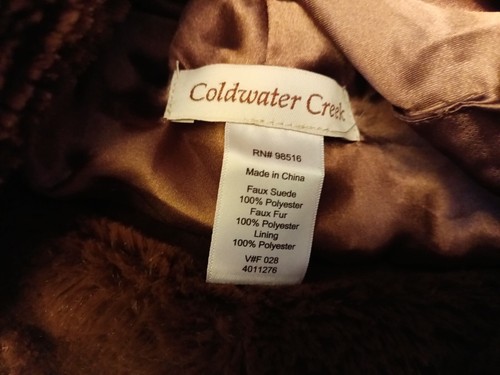 Coldwater Creek
RN# 98516
Made in China
Faux Suede
100% Polyester
Faux Fur
100% Polyester
Lining
100% Polyester
V#F 028
4011276